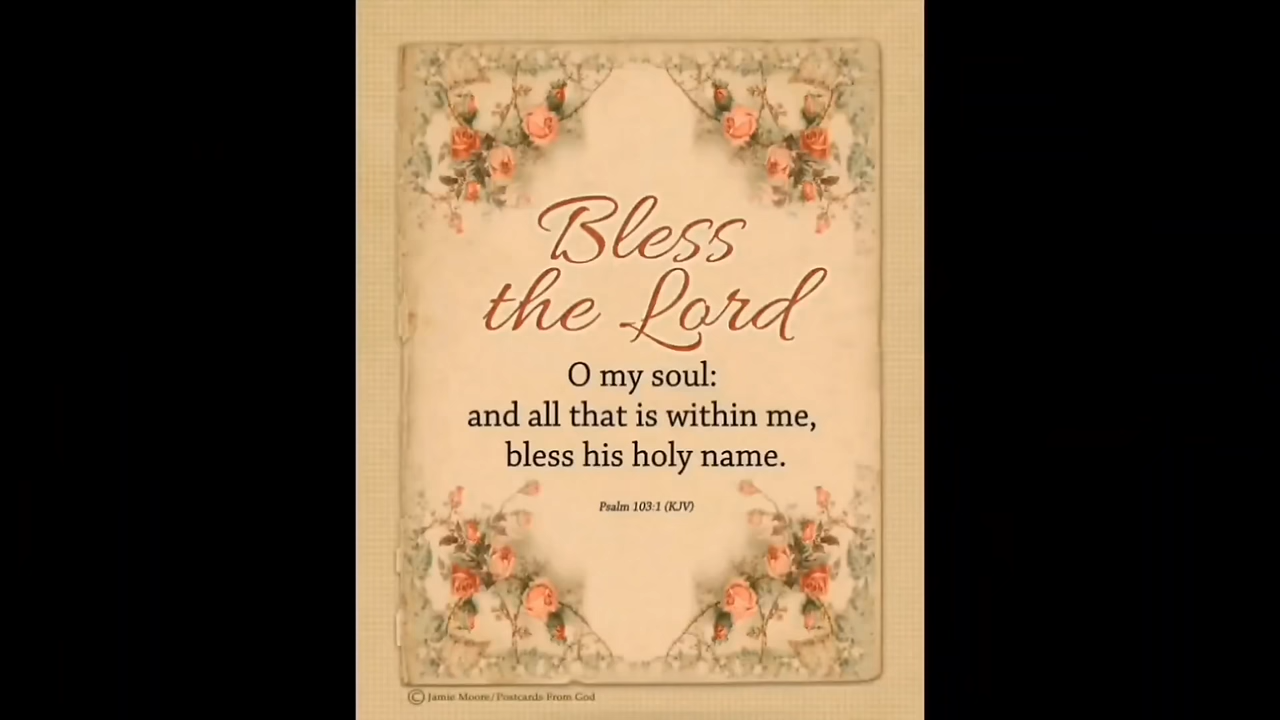 Bless
the Lord
O my soul:
and all that is within me,
bless his holy name.
Psalm 103:1 (KJV)
© Jamie Moore/Postcards From God